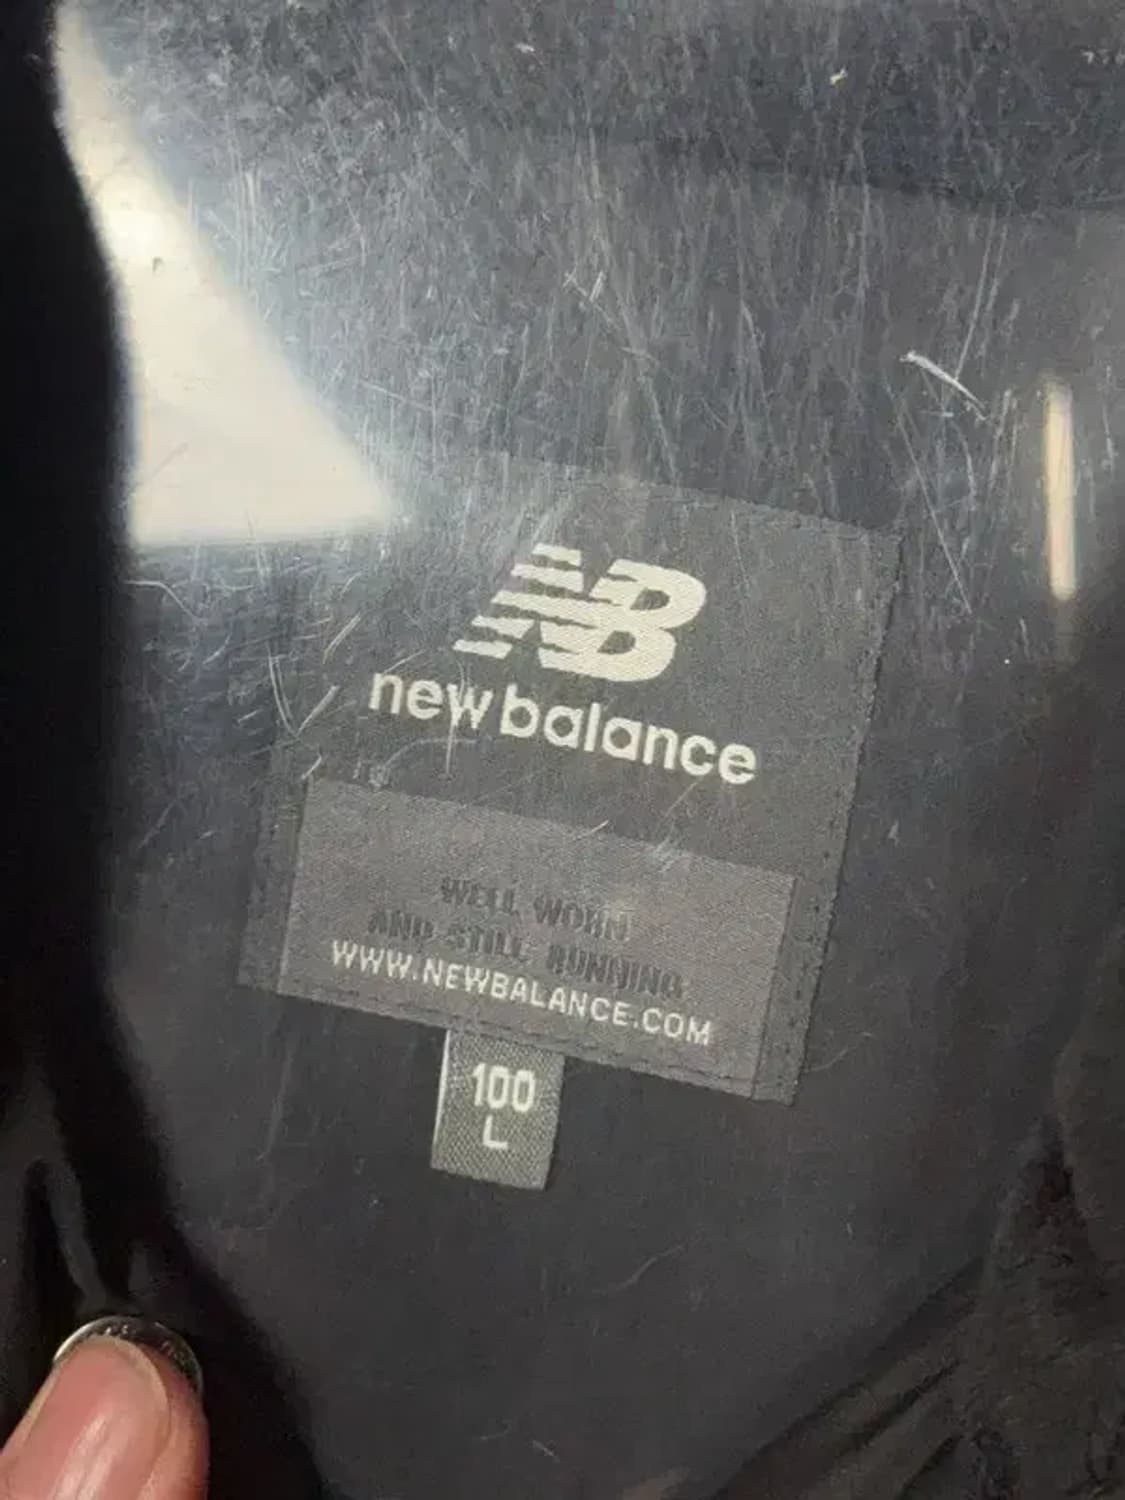 NB
new balance
WELL WORN
AND STILL RUNNING
WWW.NEWBALANCE.COM
100
L